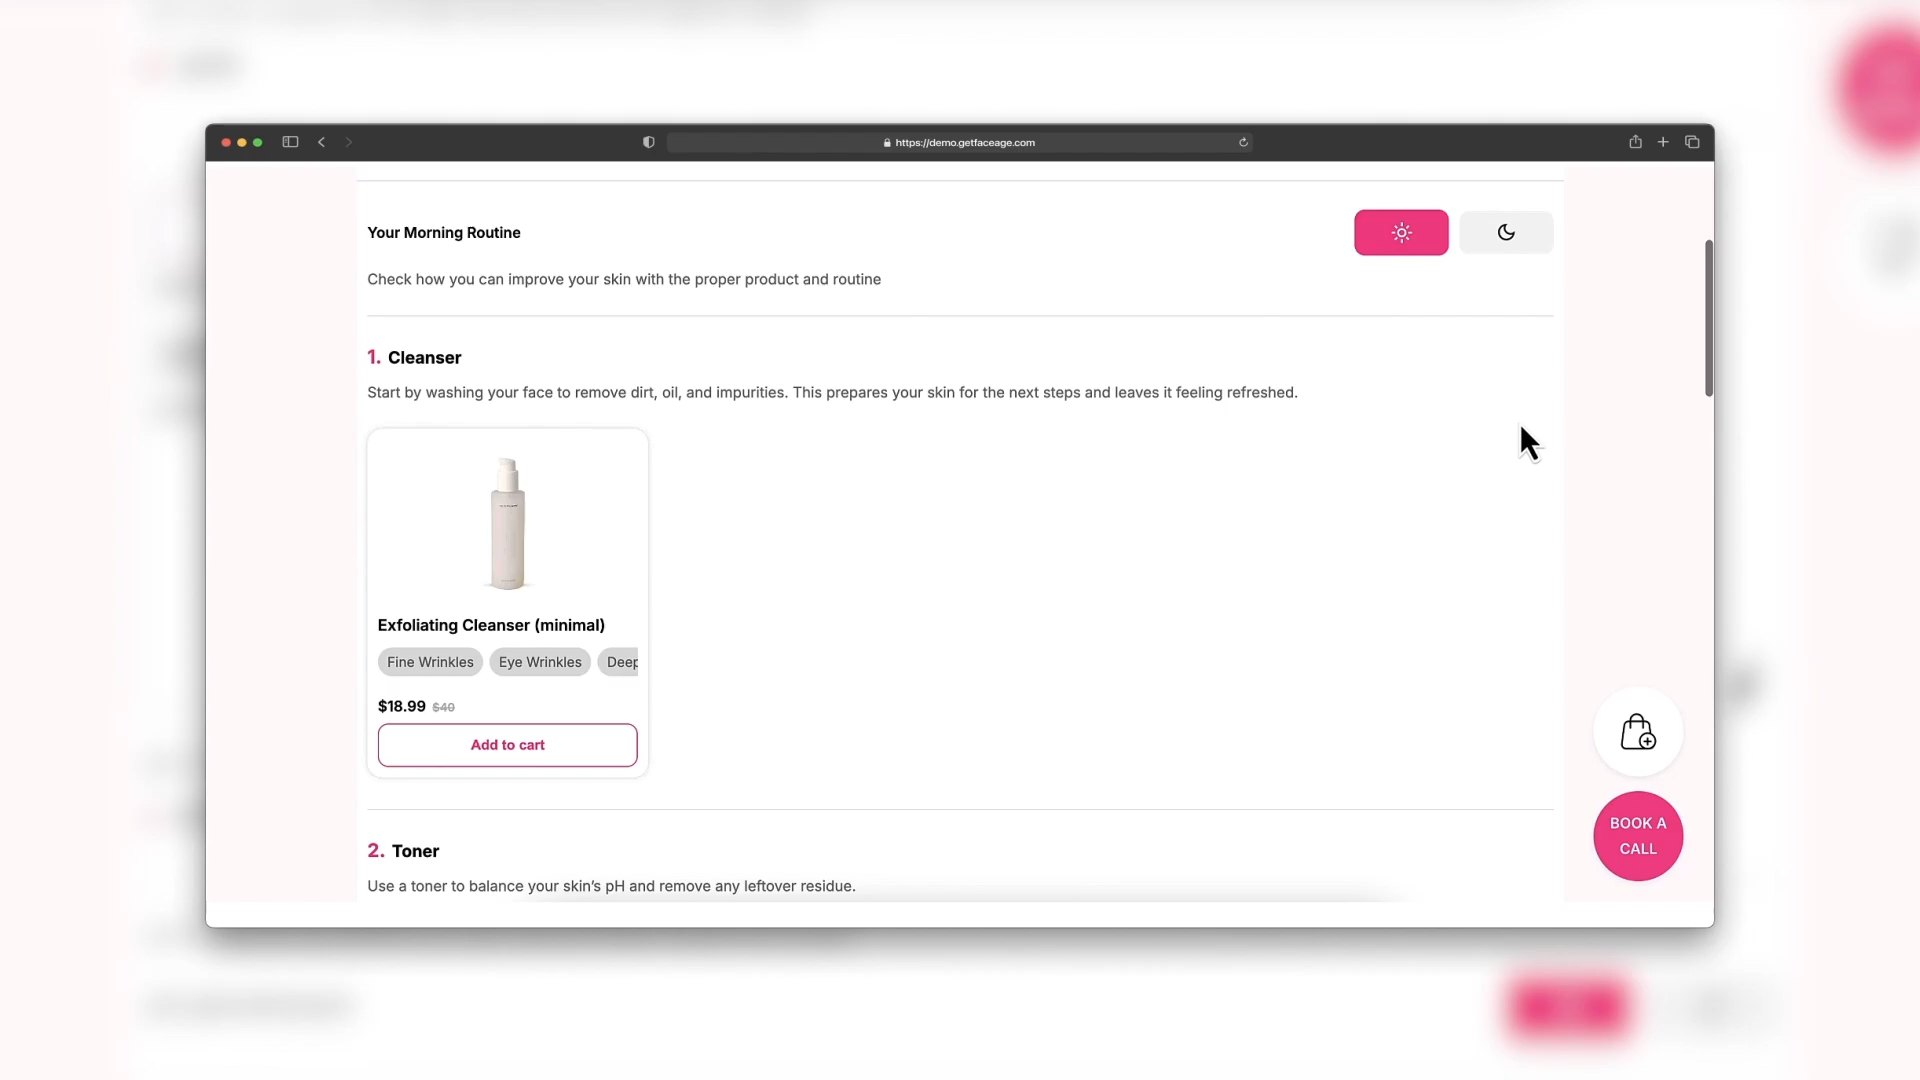 https://demo.getfaceage.com
Your Morning Routine
Check how you can improve your skin with the proper product and routine
1. Cleanser
Start by washing your face to remove dirt, oil, and impurities. This prepares your skin for the next steps and leaves it feeling refreshed.
Exfoliating Cleanser (minimal)
Fine Wrinkles
Eye Wrinkles
Deep
$18.99 $40
Add to cart
2. Toner
Use a toner to balance your skin's pH and remove any leftover residue.
BOOK A
CALL